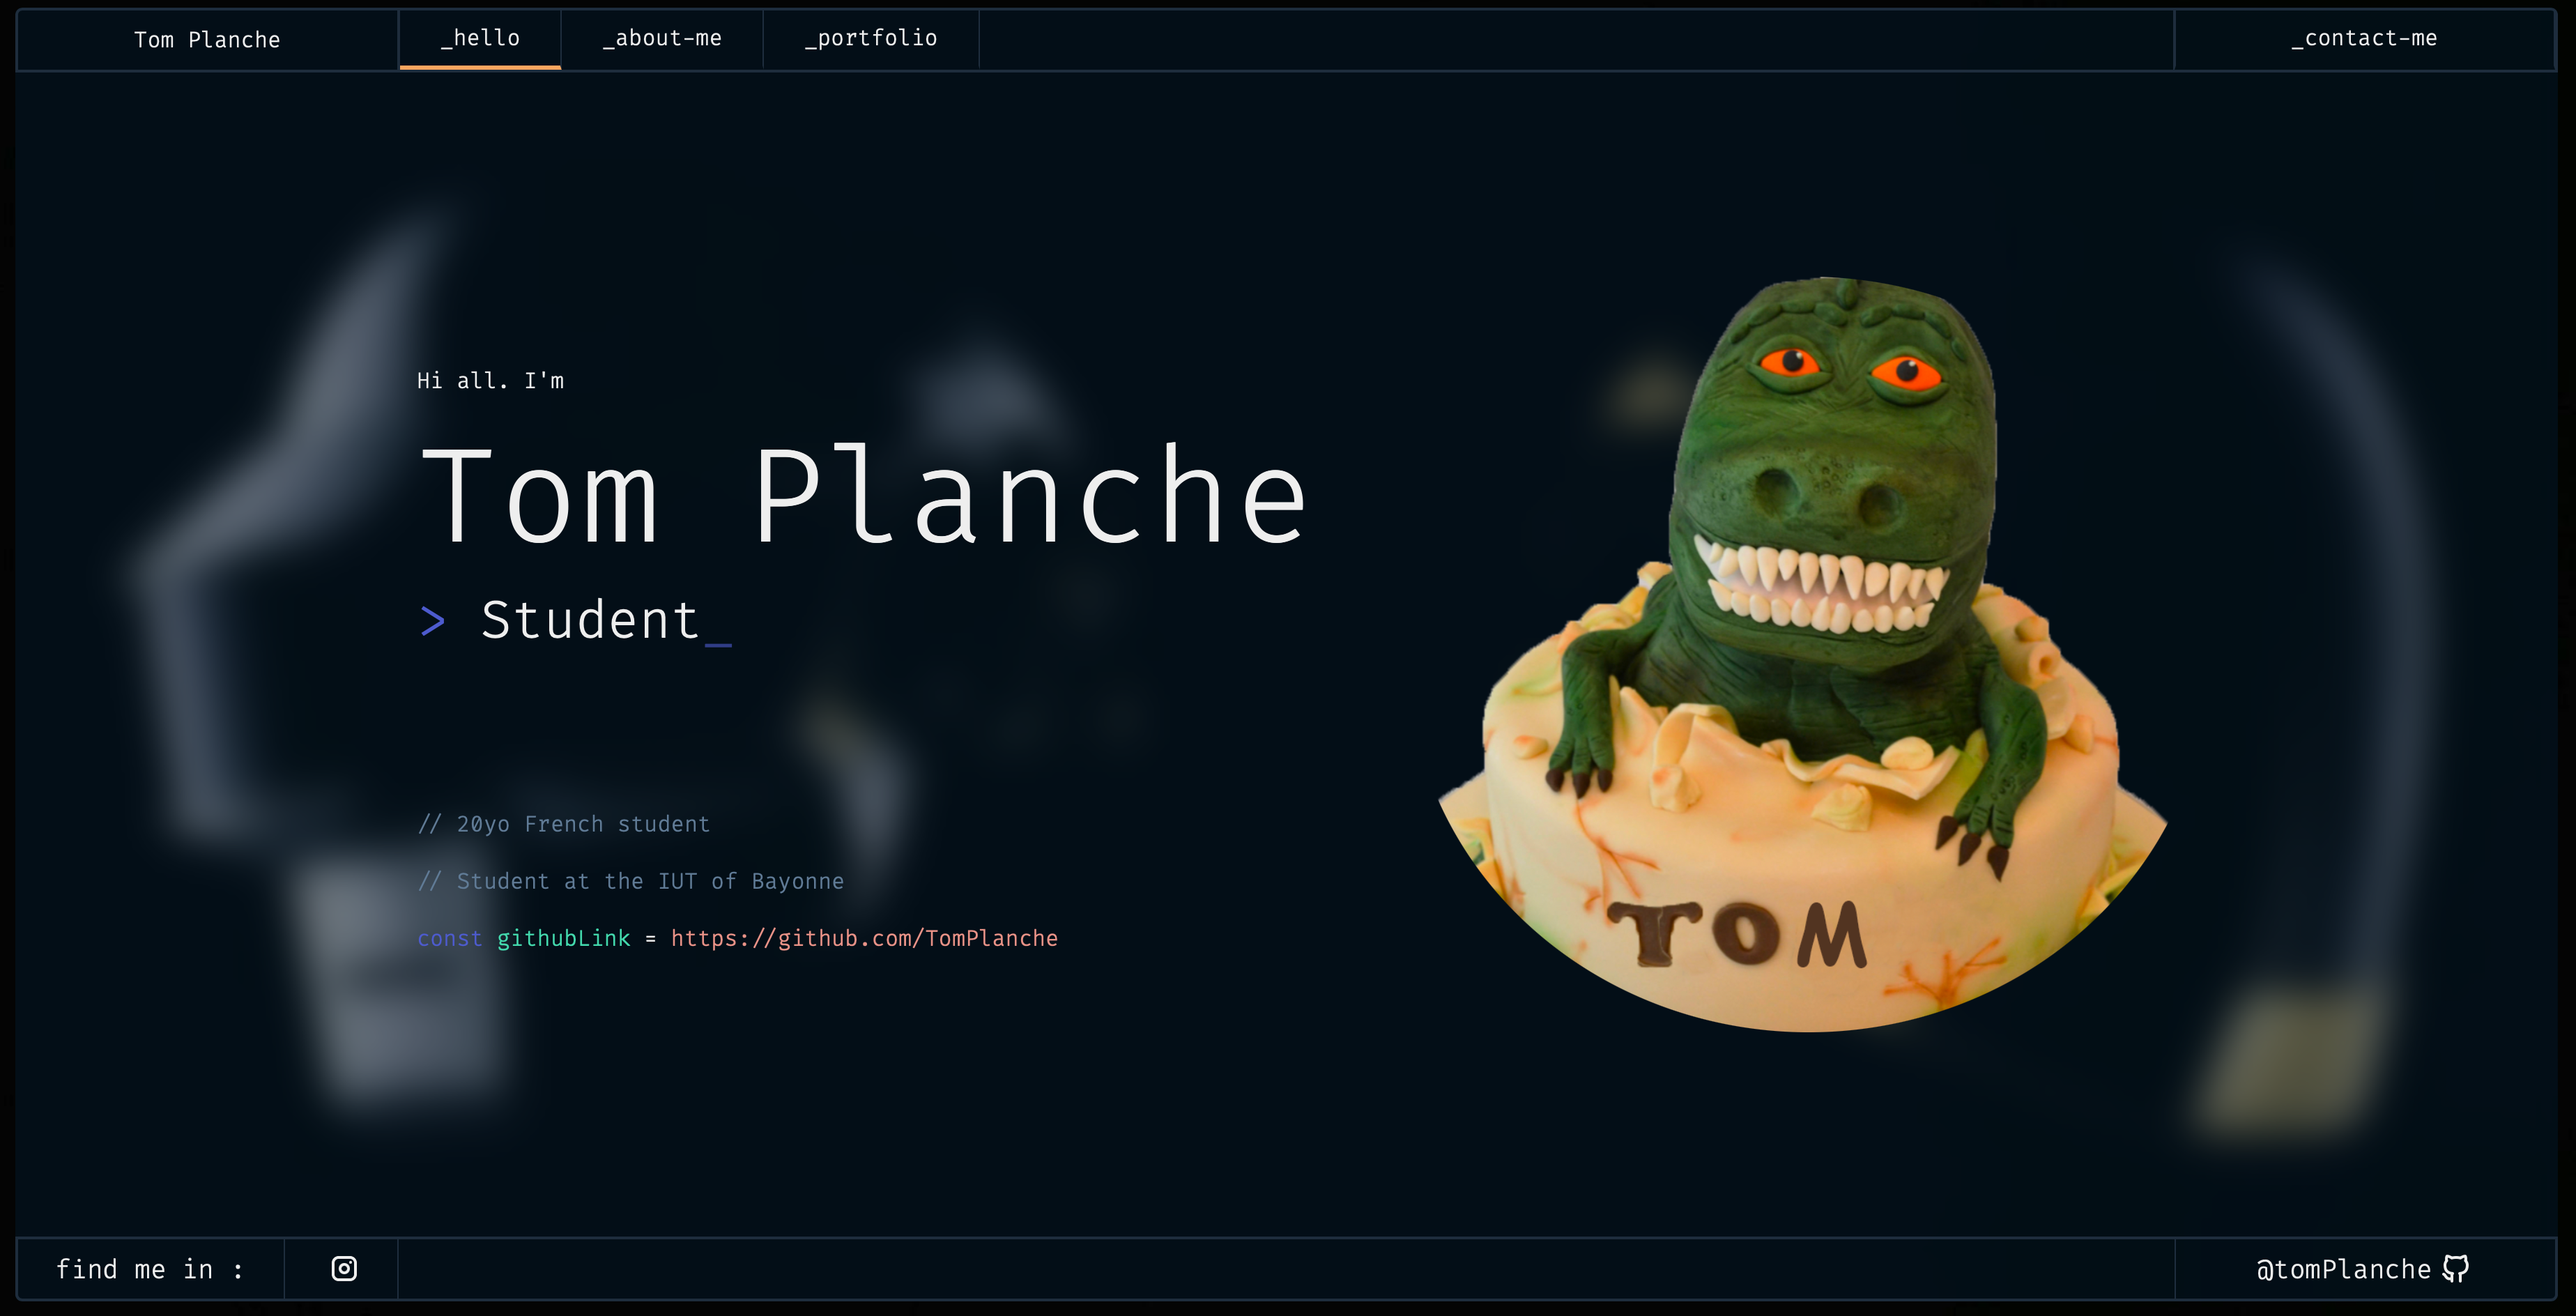 Tom Planche
_hello
_about-me
_portfolio
_contact-me
Hi all. I'm
Tom Planche
> Student_
// 20yo French student
// Student at the IUT of Bayonne
const githubLink = https://github.com/TomPlanche
TOM
find me in :
@tomPlanche